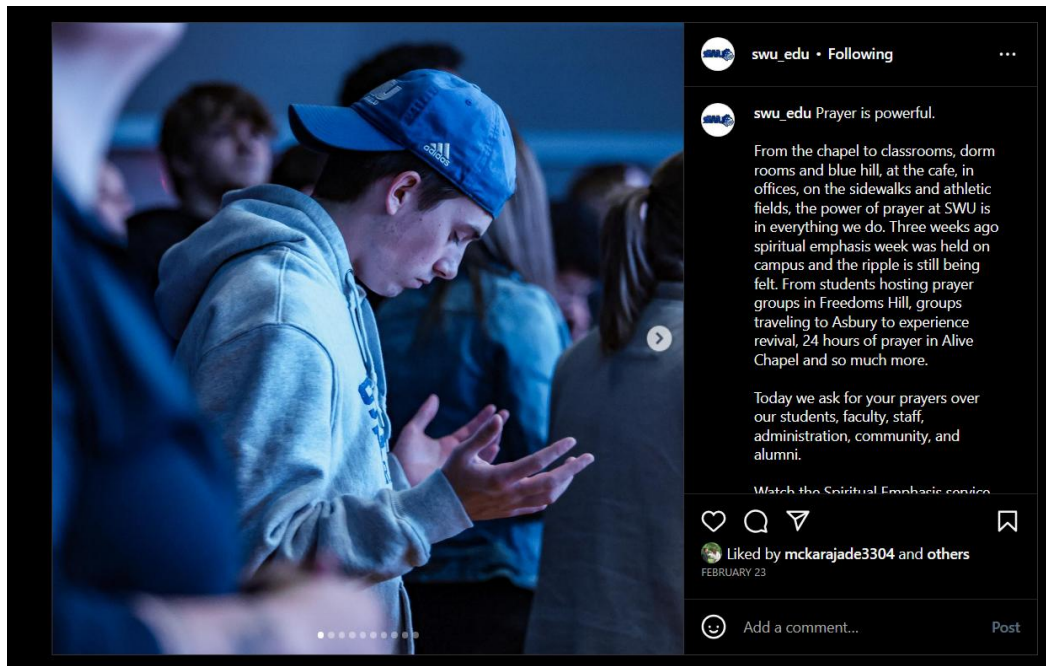 swu_edu • Following
swu_edu Prayer is powerful.
From the chapel to classrooms, dorm
rooms and blue hill, at the cafe, in
offices, on the sidewalks and athletic
fields, the power of prayer at SWU is
in everything we do. Three weeks ago
spiritual emphasis week was held on
campus and the ripple is still being
felt. From students hosting prayer
groups in Freedoms Hill, groups
traveling to Asbury to experience
revival, 24 hours of prayer in Alive
Chapel and so much more.
Today we ask for your prayers over
our students, faculty, staff,
administration, community, and
alumni.
Watch the Spiritual Emphasis service
Liked by mckarajade3304 and others
FEBRUARY 23
Add a comment...
Post
adidas